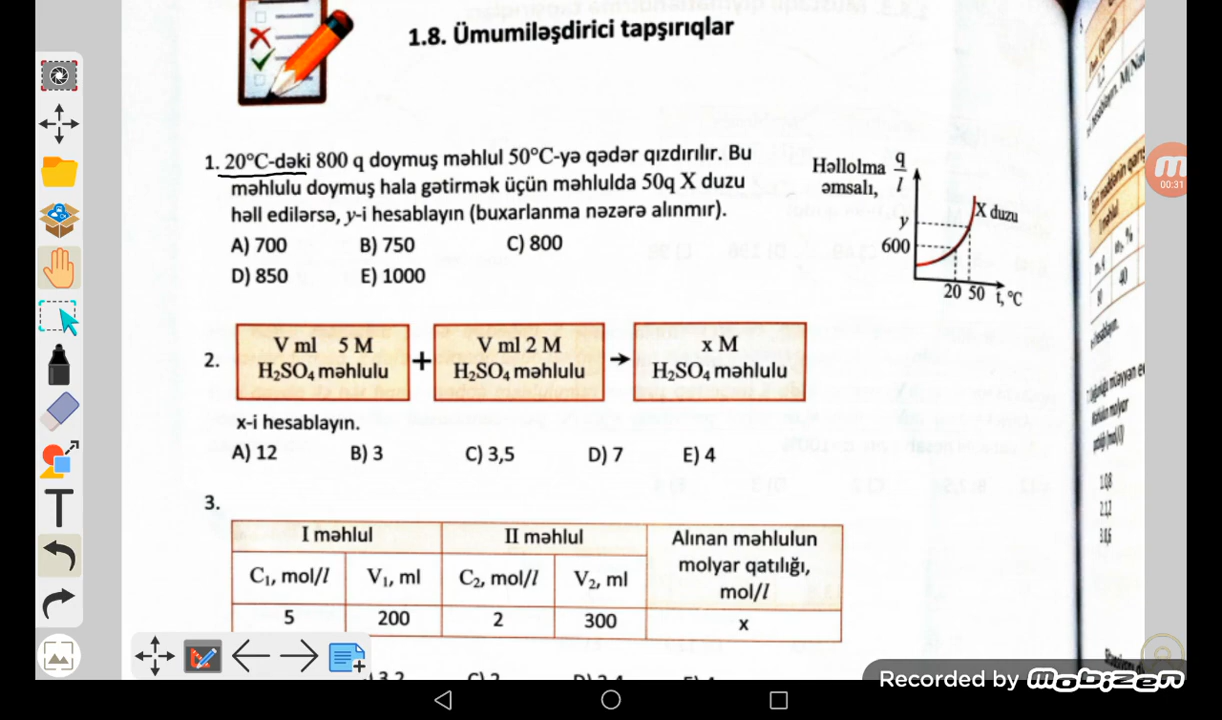 1.8. Ümumiləşdirici tapşırıqlar
1. 20°C-dəki 800 q doymuş məhlul 50°C-yə qədər qızdırılır. Bu
məhlulu doymuş hala gətirmək üçün məhlulda 50q X duzu
həll edilərsə, y-i hesablayın (buxarlanma nəzərə alınmır).
A) 700 B) 750 C) 800
D) 850 E) 1000
Həllolma q/l
əmsalı,
y
600
X duzu
20 50 t, °C
2.
V ml 5 M
H₂SO₄ məhlulu
+
V ml 2 M
H₂SO₄ məhlulu
→
x M
H₂SO₄ məhlulu
x-i hesablayın.
A) 12 B) 3 C) 3,5 D) 7 E) 4
3.
I məhlul II məhlul Alınan məhlulun
molyar qatılığı,
mol/l
C₁, mol/l V₁, ml C₂, mol/l V₂, ml
5 200 2 300 x
T
00:31
Recorded by mobizen